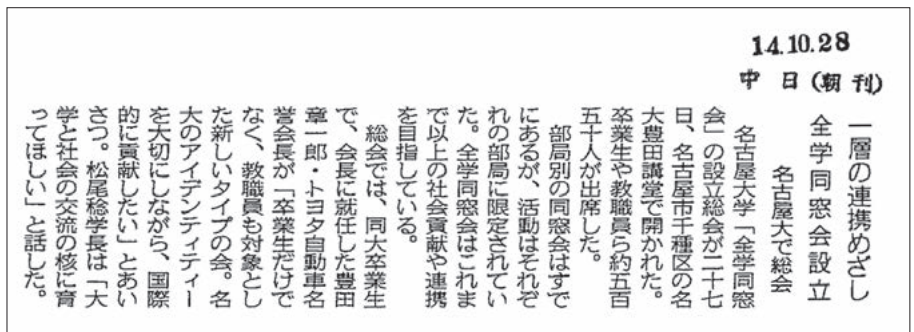 14.10.28
中日(朝刊)
一層の連携めざし
全学同窓会設立
名古屋大で総会
名古屋大学「全学同窓
会」の設立総会が二十七
日、名古屋市千種区の名
大豊田講堂で開かれた。
卒業生や教職員ら約五百
五十人が出席した。
部局別の同窓会はすで
にあるが、活動はそれぞ
れの部局に限定されてい
た。全学同窓会はこれま
で以上の社会貢献や連携
を目指している。
総会では、同大卒業生
で、会長に就任した豊田
章一郎・トヨタ自動車名
誉会長が「卒業生だけで
なく、教職員も対象とし
た新しいタイプの会。名
大のアイデンティティー
を大切にしながら、国際
的に貢献したい」とあい
さつ。松尾稔学長は「大
学と社会の交流の核に育
ってほしい」と話した。